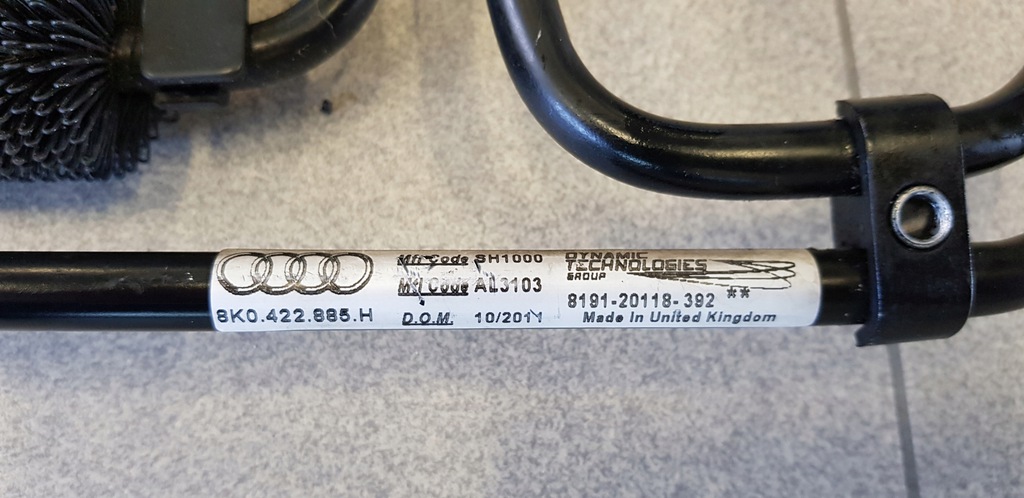 8K0.422.885.H
Mfr Code SH1000
Mtl Code AL3103
D.O.M. 10/2011
DYNAMIC
TECHNOLOGIES
GROUP
8191-20118-392 **
Made In United Kingdom